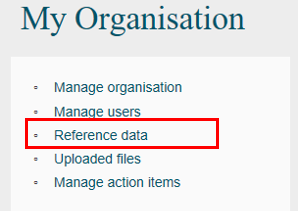 My Organisation
Manage organisation
Manage users
Reference data
Uploaded files
Manage action items